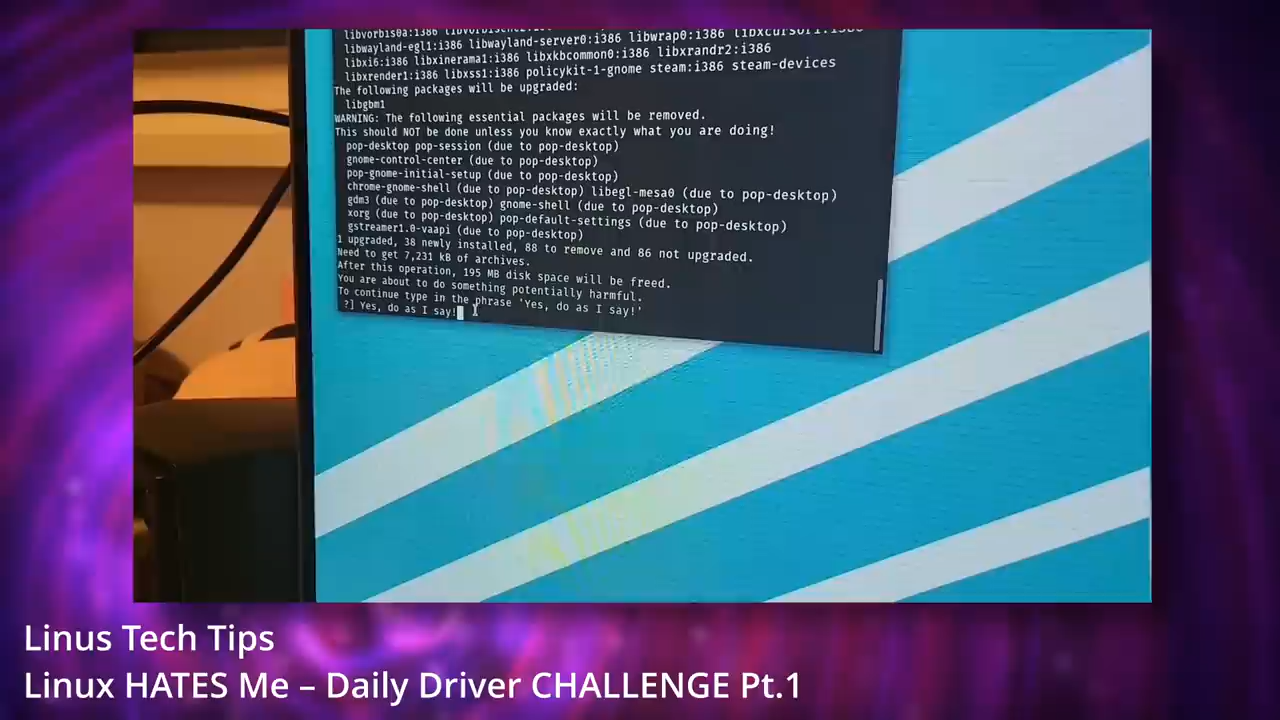 libwayland-egl1:i386 libwayland-server0:i386 libwrap0:i386 libxcursor1:i386
libxi6:i386 libxinerama1:i386 libxkbcommon0:i386 libxrandr2:i386
libxrender1:i386 libxss1:i386 policykit-1-gnome steam:i386 steam-devices
The following packages will be upgraded:
libgbm1
WARNING: The following essential packages will be removed.
This should NOT be done unless you know exactly what you are doing!
pop-desktop pop-session (due to pop-desktop)
gnome-control-center (due to pop-desktop)
pop-gnome-initial-setup (due to pop-desktop)
chrome-gnome-shell (due to pop-desktop) libegl-mesa0 (due to pop-desktop)
gdm3 (due to pop-desktop) gnome-shell (due to pop-desktop)
xorg (due to pop-desktop) pop-default-settings (due to pop-desktop)
gstreamer1.0-vaapi (due to pop-desktop)
1 upgraded, 38 newly installed, 88 to remove and 86 not upgraded.
Need to get 7,231 kB of archives.
After this operation, 195 MB disk space will be freed.
You are about to do something potentially harmful.
To continue type in the phrase 'Yes, do as I say!'
?] Yes, do as I say!
Linus Tech Tips
Linux HATES Me – Daily Driver CHALLENGE Pt.1